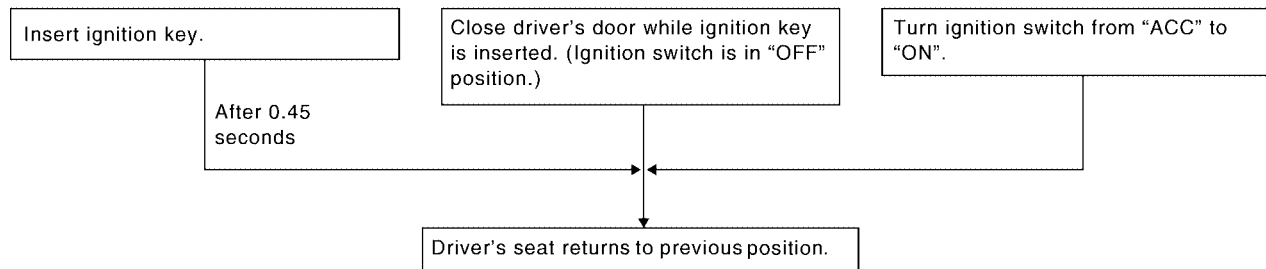 Insert ignition key.
Close driver's door while ignition key
is inserted. (Ignition switch is in “OFF”
position.)
Turn ignition switch from “ACC” to
“ON”.
After 0.45
seconds
Driver's seat returns to previous position.